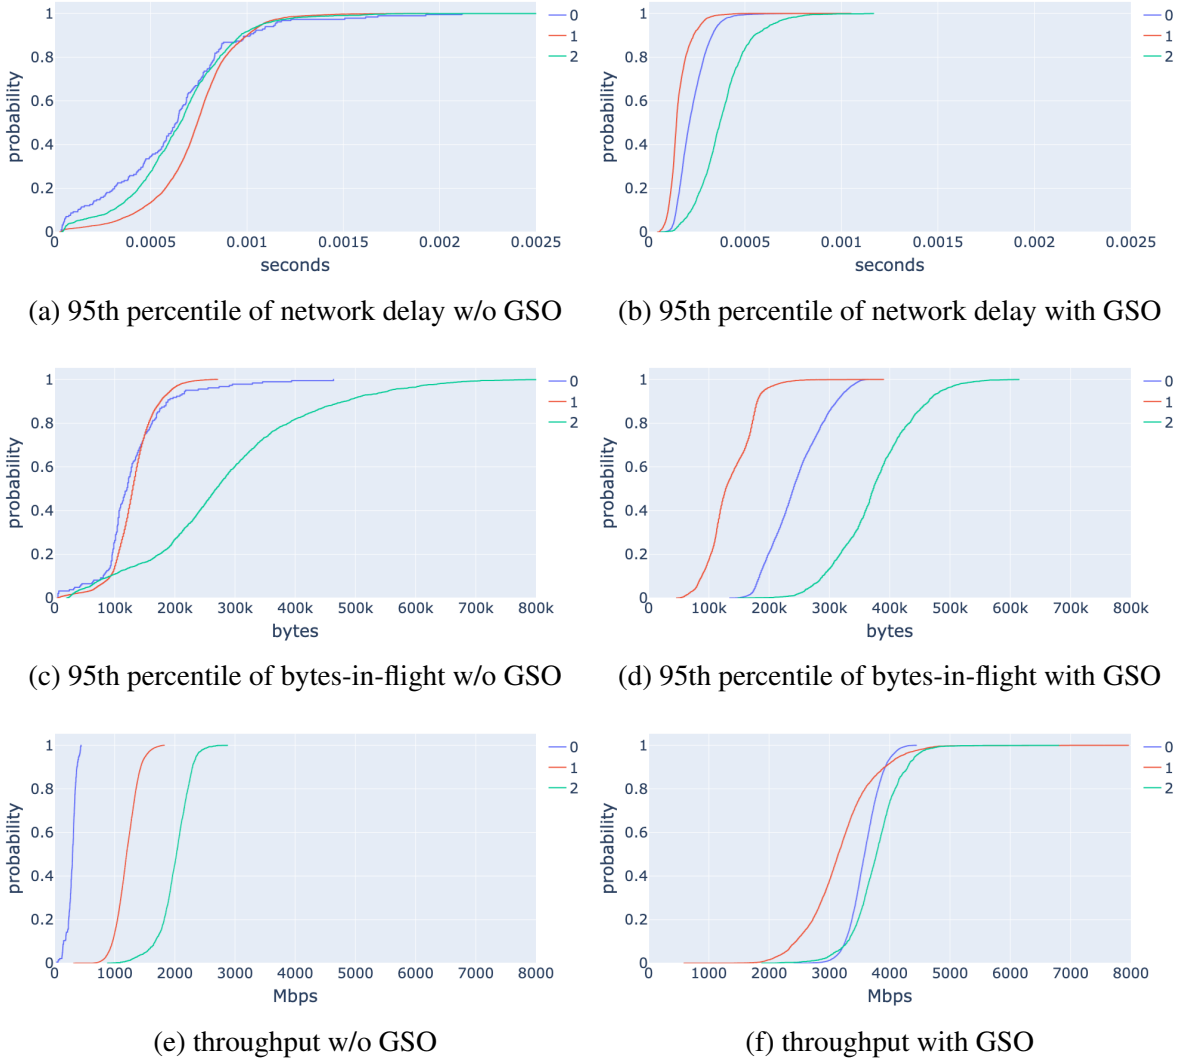 1
0.8
0.6
0.4
0.2
0
probability
0 0.0005 0.001 0.0015 0.002 0.0025
seconds
0
1
2
(a) 95th percentile of network delay w/o GSO
1
0.8
0.6
0.4
0.2
0
probability
0 0.0005 0.001 0.0015 0.002 0.0025
seconds
0
1
2
(b) 95th percentile of network delay with GSO
1
0.8
0.6
0.4
0.2
0
probability
0 100k 200k 300k 400k 500k 600k 700k 800k
bytes
0
1
2
(c) 95th percentile of bytes-in-flight w/o GSO
1
0.8
0.6
0.4
0.2
0
probability
0 100k 200k 300k 400k 500k 600k 700k 800k
bytes
0
1
2
(d) 95th percentile of bytes-in-flight with GSO
1
0.8
0.6
0.4
0.2
0
probability
0 1000 2000 3000 4000 5000 6000 7000 8000
Mbps
0
1
2
(e) throughput w/o GSO
1
0.8
0.6
0.4
0.2
0
probability
0 1000 2000 3000 4000 5000 6000 7000 8000
Mbps
0
1
2
(f) throughput with GSO